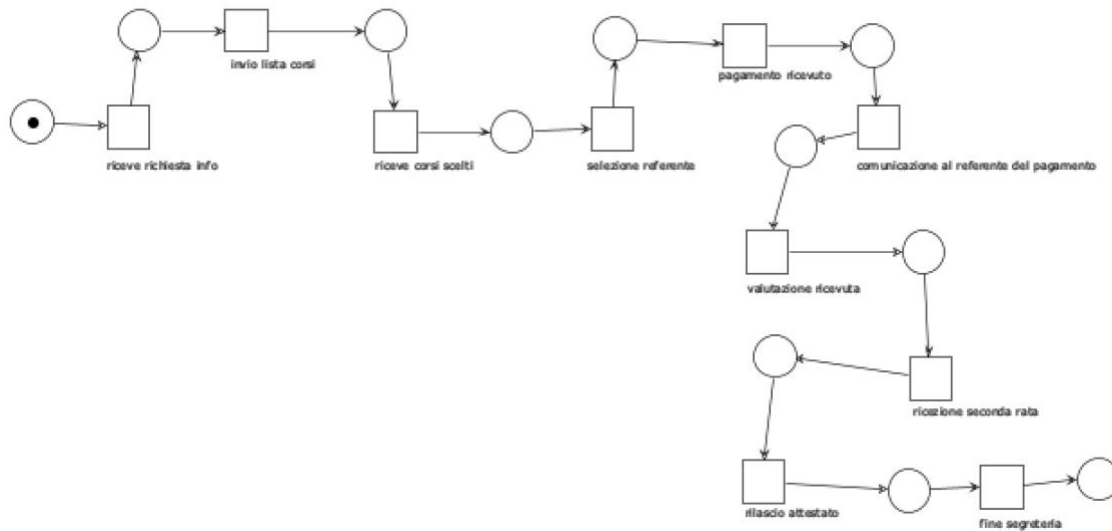 invio lista corsi
pagamento ricevuto
riceve richiesta info
riceve corsi scelti
selezione referente
comunicazione al referente del pagamento
valutazione ricevuta
ricezione seconda rata
rilascio attestato
fine segreteria